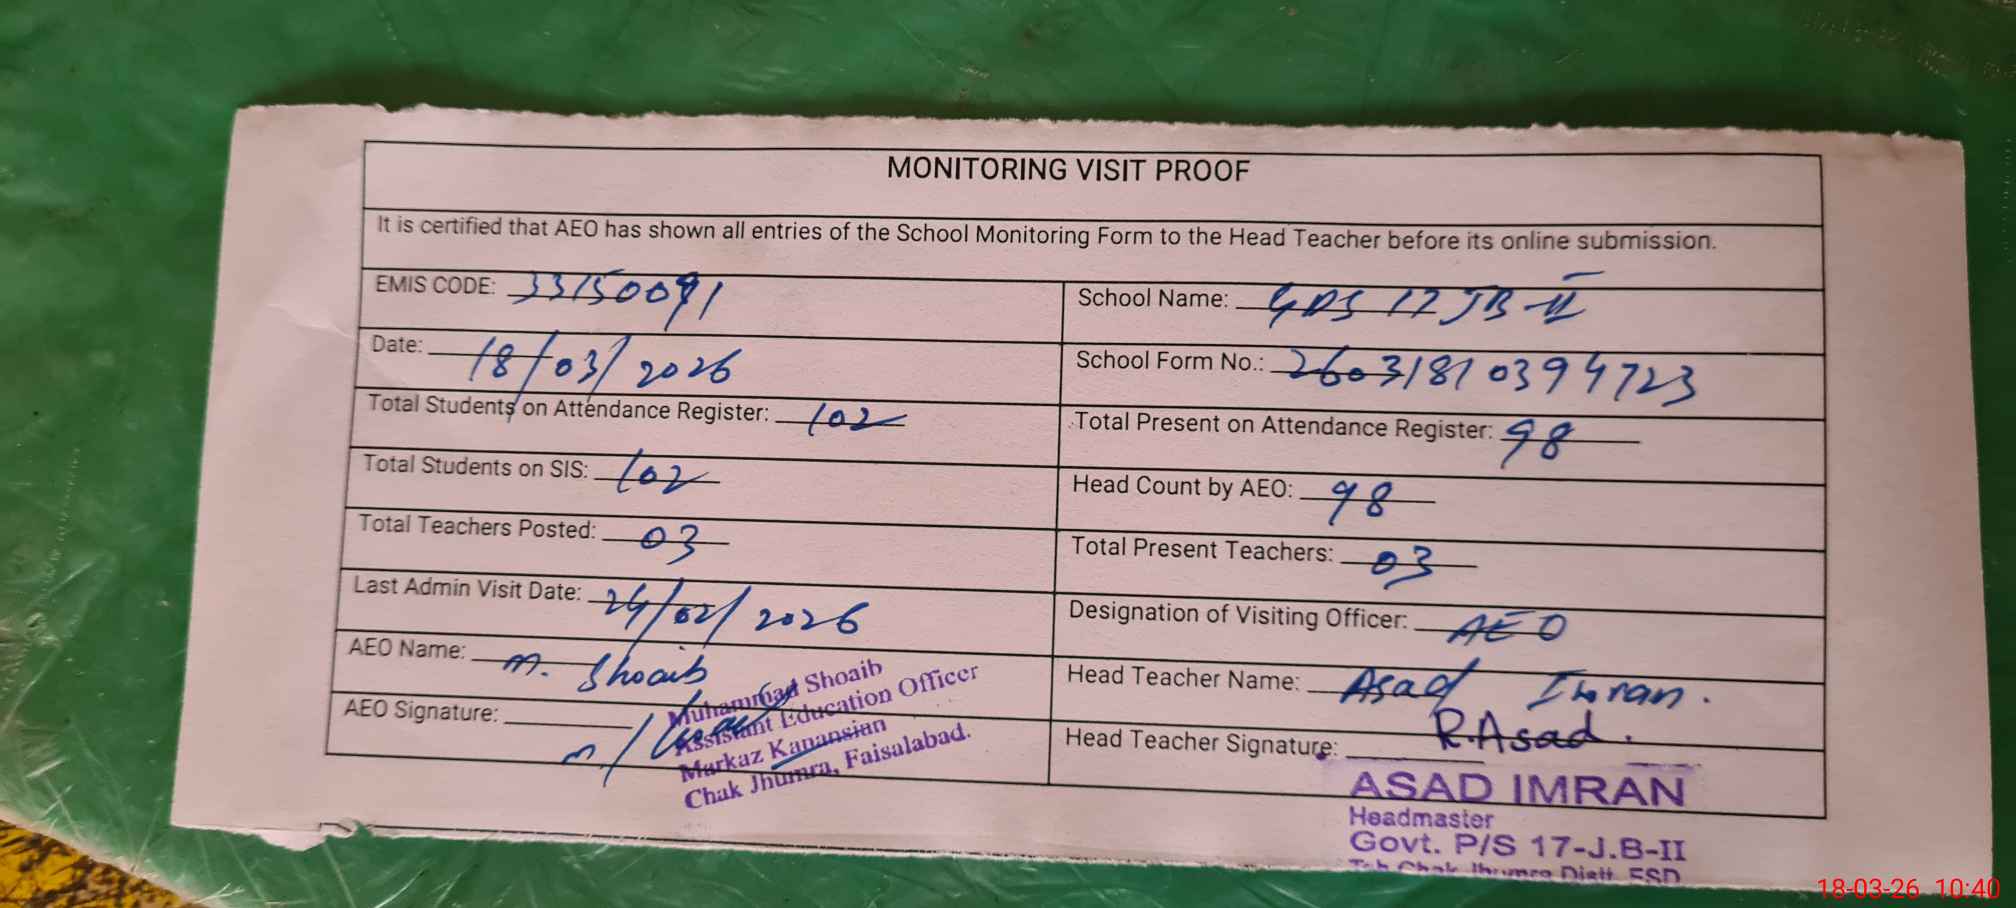 MONITORING VISIT PROOF
It is certified that AEO has shown all entries of the School Monitoring Form to the Head Teacher before its online submission.
EMIS CODE: 33150091
School Name: GPS 17 JB-II
Date: 18/03/2026
School Form No.: 26031810394723
Total Students on Attendance Register: 102
Total Present on Attendance Register: 98
Total Students on SIS: 102
Head Count by AEO: 98
Total Teachers Posted: 03
Total Present Teachers: 03
Last Admin Visit Date: 24/02/2026
Designation of Visiting Officer: AEO
AEO Name: M. Shoaib
Head Teacher Name: Asad Imran.
AEO Signature:
Muhammad Shoaib
Assistant Education Officer
Markaz Kanansian
Chak Jhumra, Faisalabad.
Head Teacher Signature: R.Asad.
ASAD IMRAN
Headmaster
Govt. P/S 17-J.B-II
Teh Chak Jhumra Distt. FSD
18-03-26 10:40